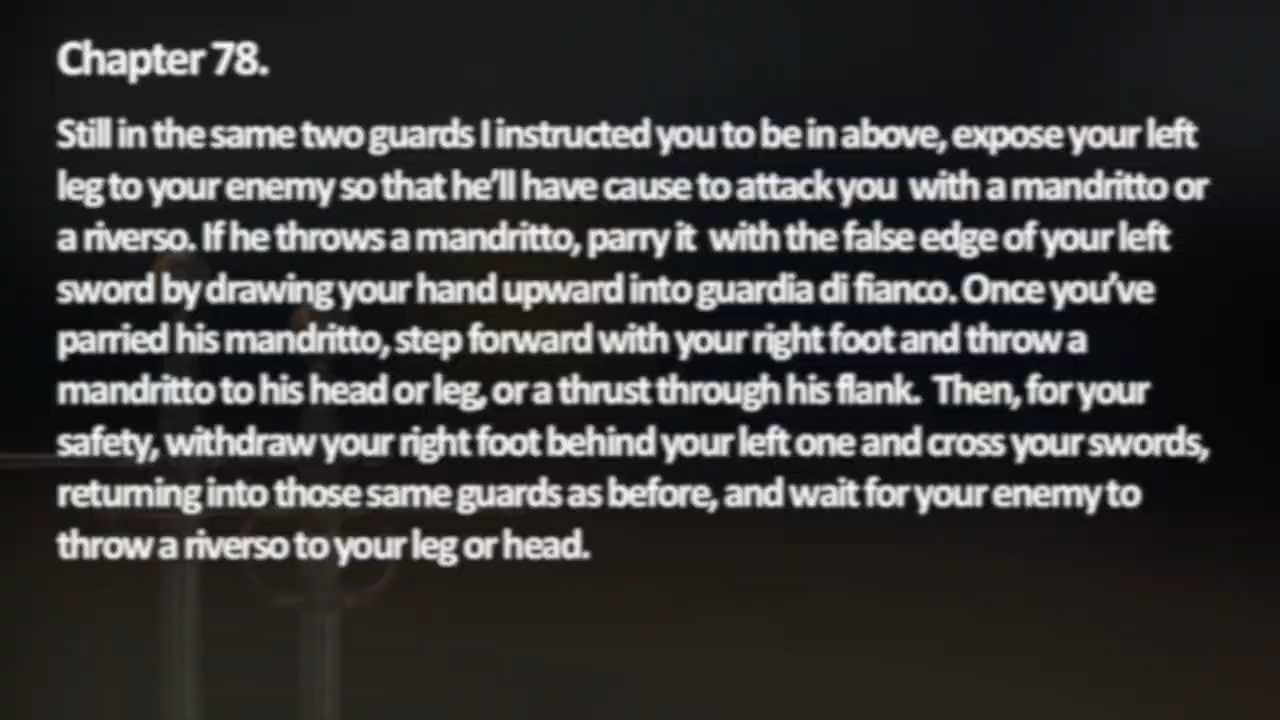 Chapter 78.
Still in the same two guards I instructed you to be in above, expose your left
leg to your enemy so that he'll have cause to attack you with a mandritto or
a riverso. If he throws a mandritto, parry it with the false edge of your left
sword by drawing your hand upward into guardia di fianco. Once you've
parried his mandritto, step forward with your right foot and throw a
mandritto to his head or leg, or a thrust through his flank. Then, for your
safety, withdraw your right foot behind your left one and cross your swords,
returning into those same guards as before, and wait for your enemy to
throw a riverso to your leg or head.